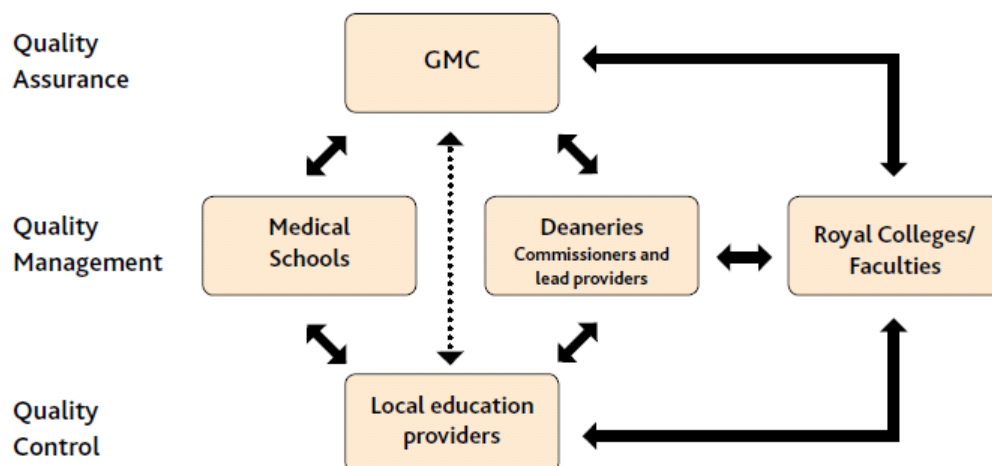 Quality
Assurance
GMC
Quality
Management
Medical
Schools
Deaneries
Commissioners and
lead providers
Royal Colleges/
Faculties
Quality
Control
Local education
providers